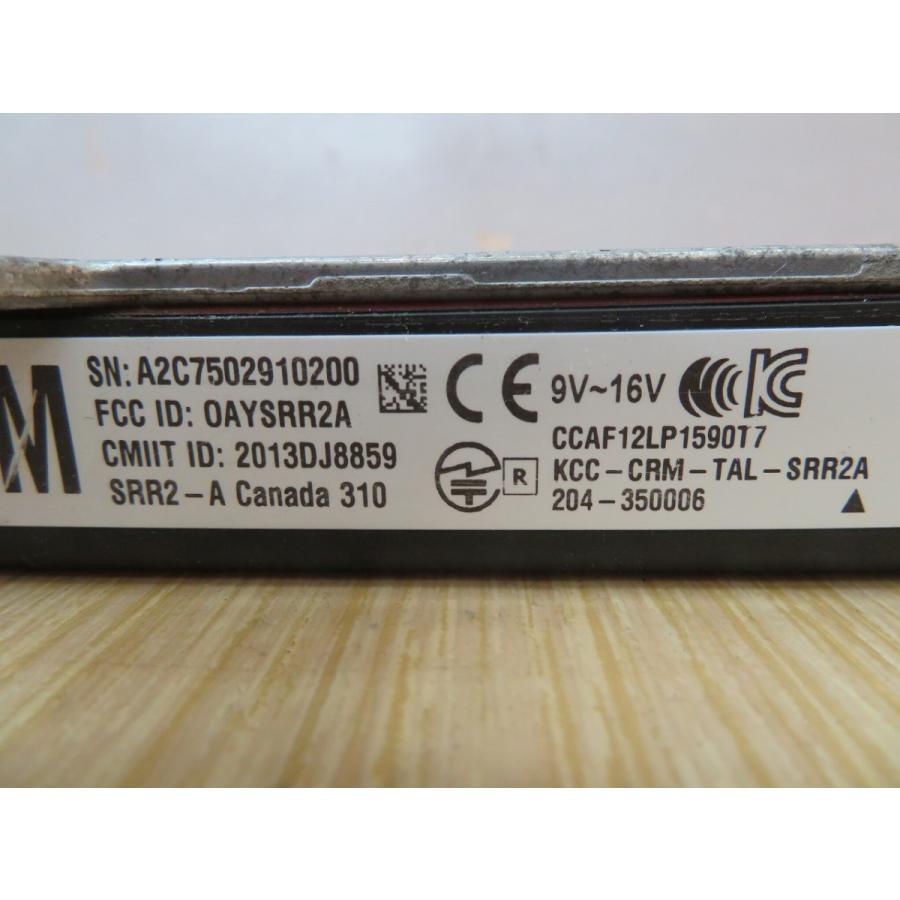 M
SN: A2C7502910200
FCC ID: OAYSRR2A
CMIIT ID: 2013DJ8859
SRR2-A Canada 310
CE 9V~16V
CCAF12LP1590T7
R KCC-CRM-TAL-SRR2A
204-350006